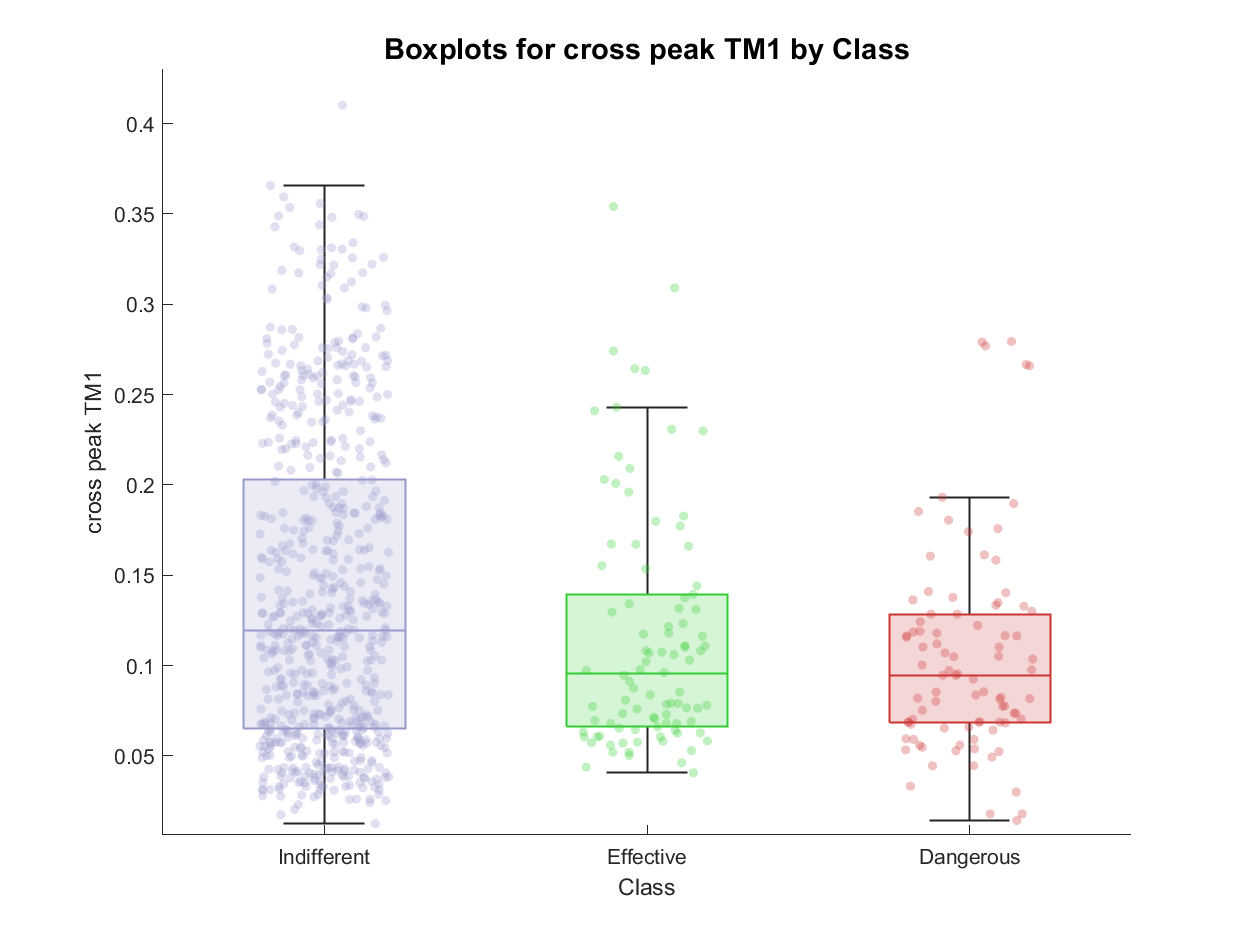 Boxplots for cross peak TM1 by Class
0.4
0.35
0.3
0.25
0.2
0.15
0.1
0.05
cross peak TM1
Indifferent
Effective
Dangerous
Class